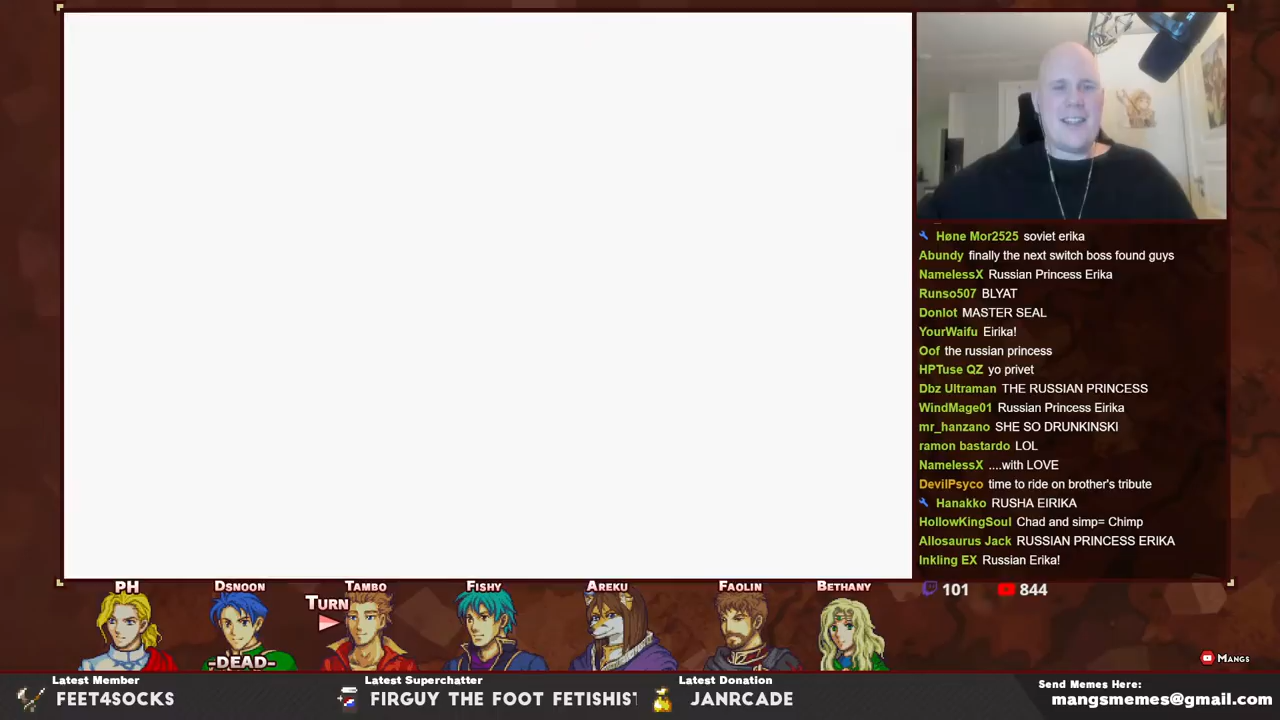 Høne Mor2525 soviet erika
Abundy finally the next switch boss found guys
NamelessX Russian Princess Erika
Runso507 BLYAT
Donlot MASTER SEAL
YourWaifu Eirika!
Oof the russian princess
HPTuse QZ yo privet
Dbz Ultraman THE RUSSIAN PRINCESS
WindMage01 Russian Princess Eirika
mr_hanzano SHE SO DRUNKINSKI
ramon bastardo LOL
NamelessX ....with LOVE
DevilPsyco time to ride on brother's tribute
Hanakko RUSHA EIRIKA
HollowKingSoul Chad and simp= Chimp
Allosaurus Jack RUSSIAN PRINCESS ERIKA
Inkling EX Russian Erika!
PH DSNOON TAMBO FISHY AREKU FAOLIN BETHANY
101 844
TURN
-DEAD-
MANGS
Latest Member Latest Superchatter Latest Donation
FEET4SOCKS FIRGUY THE FOOT FETISHIST JANRCADE
Send Memes Here:
mangsmemes@gmail.com